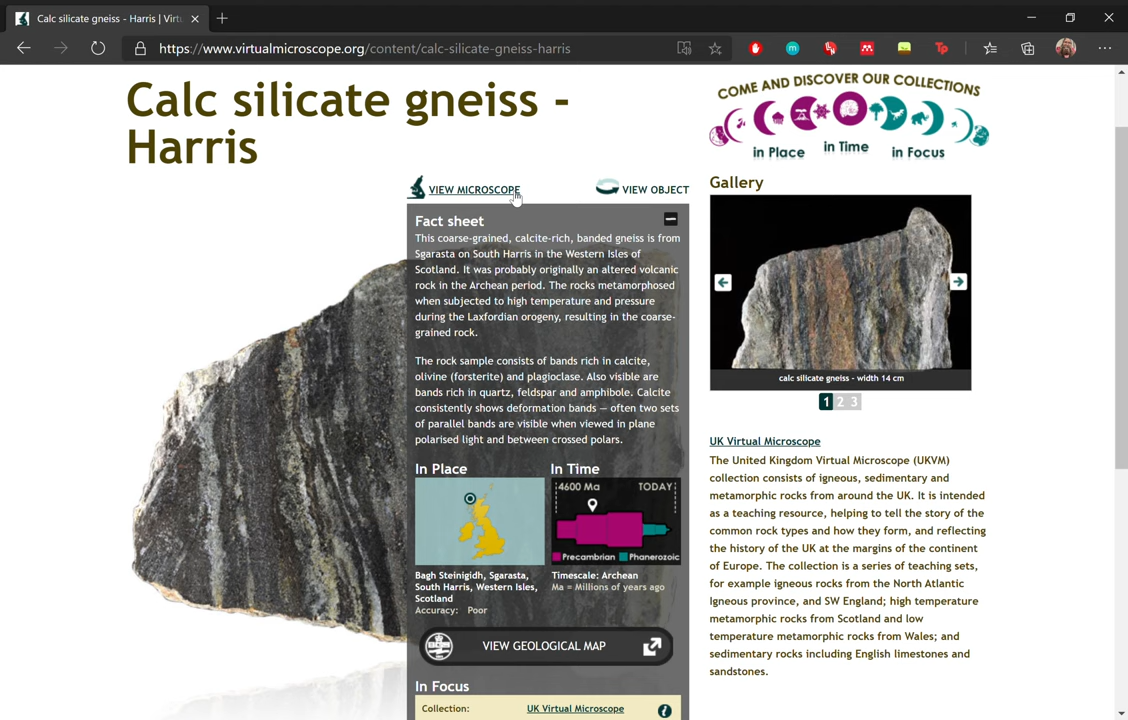 Calc silicate gneiss - Harris | Virtu
https://www.virtualmicroscope.org/content/calc-silicate-gneiss-harris
Calc silicate gneiss -
Harris
VIEW MICROSCOPE
VIEW OBJECT
Fact sheet
This coarse-grained, calcite-rich, banded gneiss is from
Sgarasta on South Harris in the Western Isles of
Scotland. It was probably originally an altered volcanic
rock in the Archean period. The rocks metamorphosed
when subjected to high temperature and pressure
during the Laxfordian orogeny, resulting in the coarse-
grained rock.
The rock sample consists of bands rich in calcite,
olivine (forsterite) and plagioclase. Also visible are
bands rich in quartz, feldspar and amphibole. Calcite
consistently shows deformation bands — often two sets
of parallel bands are visible when viewed in plane
polarised light and between crossed polars.
In Place
In Time
4600 Ma
TODAY
Precambrian
Phanerozoic
Bagh Steinigidh, Sgarasta,
South Harris, Western Isles,
Scotland
Accuracy: Poor
Timescale: Archean
Ma = Millions of years ago
VIEW GEOLOGICAL MAP
In Focus
Collection:
UK Virtual Microscope
COME AND DISCOVER OUR COLLECTIONS
in Place
in Time
in Focus
Gallery
calc silicate gneiss - width 14 cm
1 2 3
UK Virtual Microscope
The United Kingdom Virtual Microscope (UKVM)
collection consists of igneous, sedimentary and
metamorphic rocks from around the UK. It is intended
as a teaching resource, helping to tell the story of the
common rock types and how they form, and reflecting
the history of the UK at the margins of the continent
of Europe. The collection is a series of teaching sets,
for example igneous rocks from the North Atlantic
Igneous province, and SW England; high temperature
metamorphic rocks from Scotland and low
temperature metamorphic rocks from Wales; and
sedimentary rocks including English limestones and
sandstones.